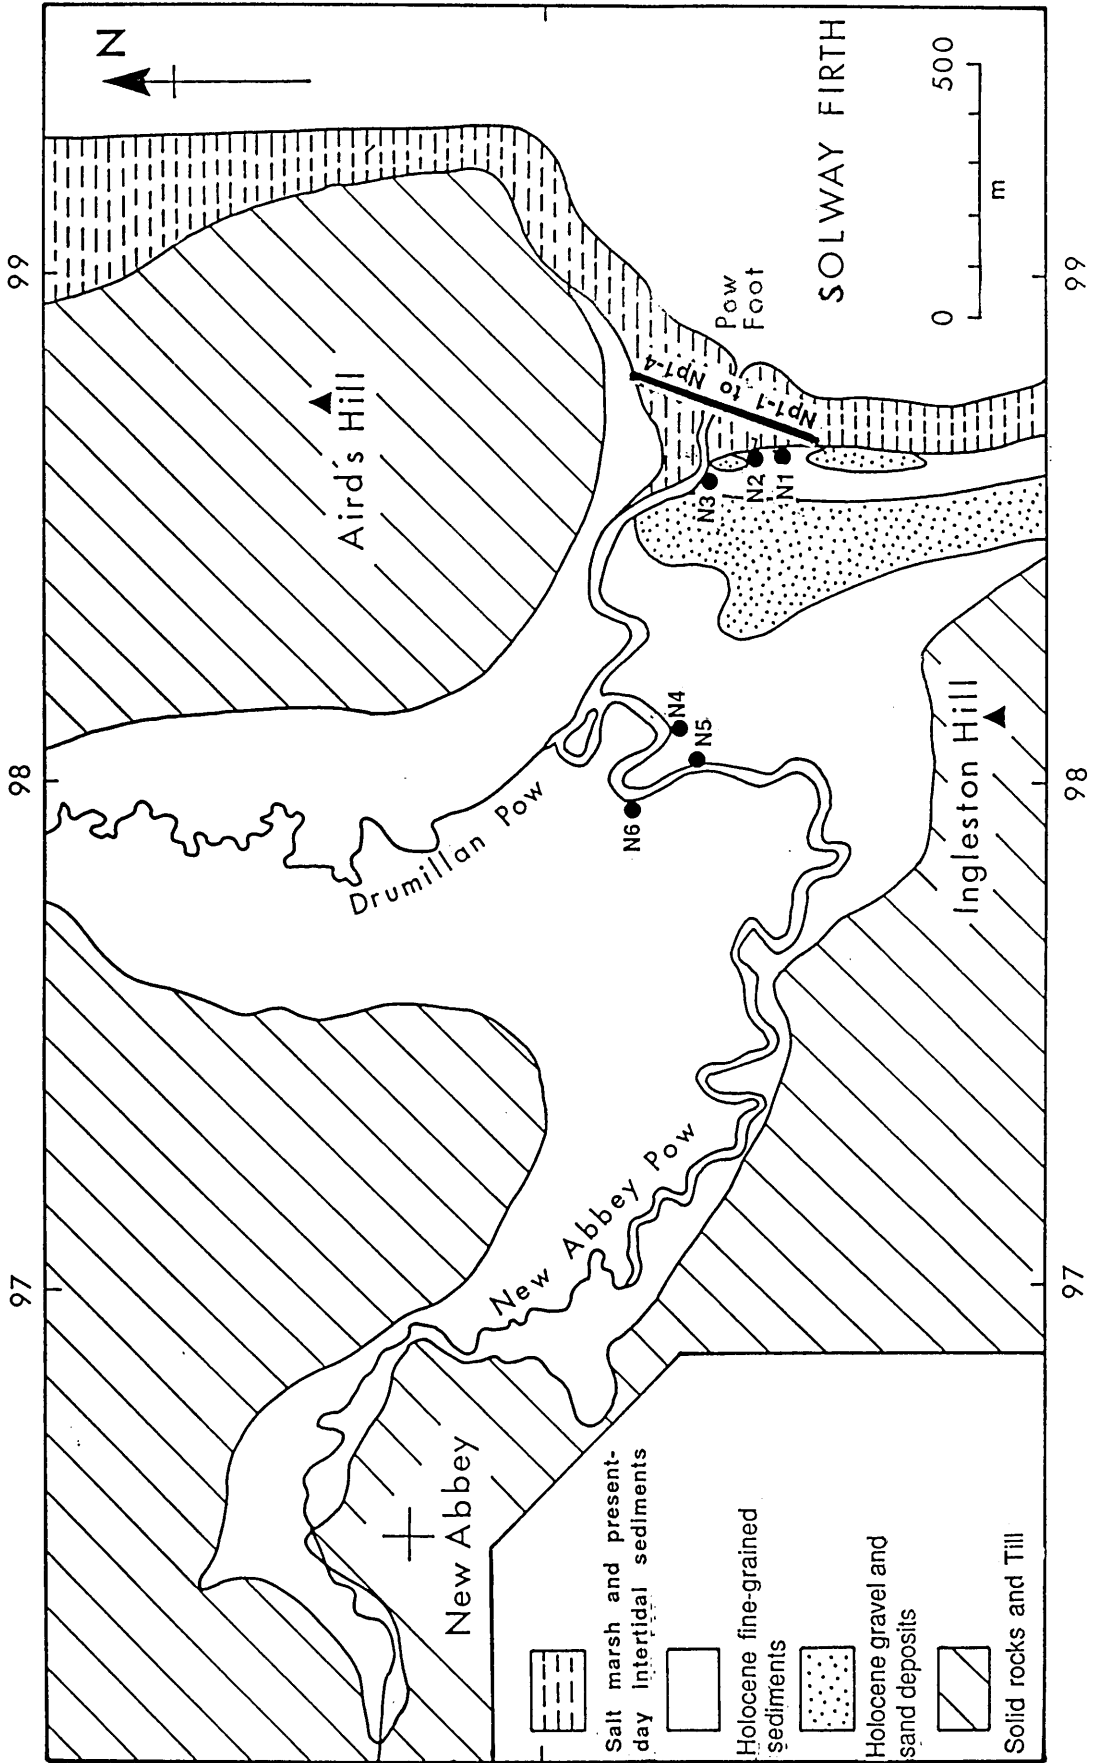 97
98
99
N
Aird's Hill
Drumillan Pow
New Abbey
New Abbey Pow
N6
N5
N4
N3
N2
N1
Np1-1 to Np1-4
Pow
Foot
SOLWAY FIRTH
Ingleston Hill
0
500
m
Salt marsh and present-
day intertidal sediments
Holocene fine-grained
sediments
Holocene gravel and
sand deposits
Solid rocks and Till
97
98
99